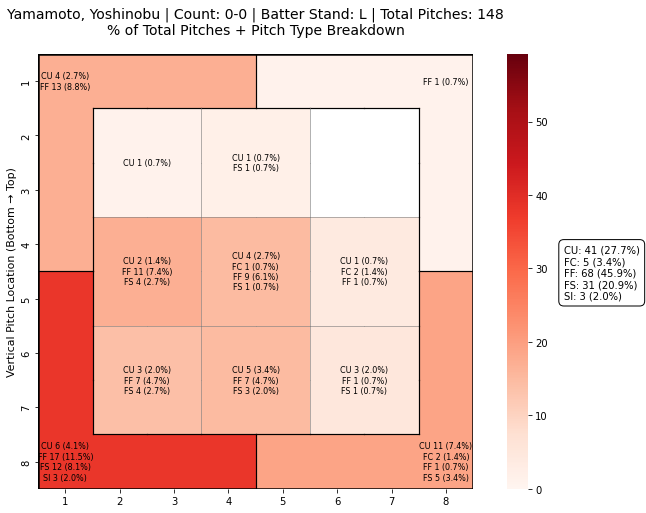 Yamamoto, Yoshinobu | Count: 0-0 | Batter Stand: L | Total Pitches: 148
% of Total Pitches + Pitch Type Breakdown
CU 4 (2.7%)
FF 13 (8.8%)
FF 1 (0.7%)
CU 1 (0.7%)
CU 1 (0.7%)
FS 1 (0.7%)
CU 2 (1.4%)
FF 11 (7.4%)
FS 4 (2.7%)
CU 4 (2.7%)
FC 1 (0.7%)
FF 9 (6.1%)
FS 1 (0.7%)
CU 1 (0.7%)
FC 2 (1.4%)
FF 1 (0.7%)
CU 3 (2.0%)
FF 7 (4.7%)
FS 4 (2.7%)
CU 5 (3.4%)
FF 7 (4.7%)
FS 3 (2.0%)
CU 3 (2.0%)
FF 1 (0.7%)
FS 1 (0.7%)
CU 6 (4.1%)
FF 17 (11.5%)
FS 12 (8.1%)
SI 3 (2.0%)
CU 11 (7.4%)
FC 2 (1.4%)
FF 1 (0.7%)
FS 5 (3.4%)
Vertical Pitch Location (Bottom → Top)
1
2
3
4
5
6
7
8
1 2 3 4 5 6 7 8
50
40
30
20
10
0
CU: 41 (27.7%)
FC: 5 (3.4%)
FF: 68 (45.9%)
FS: 31 (20.9%)
SI: 3 (2.0%)